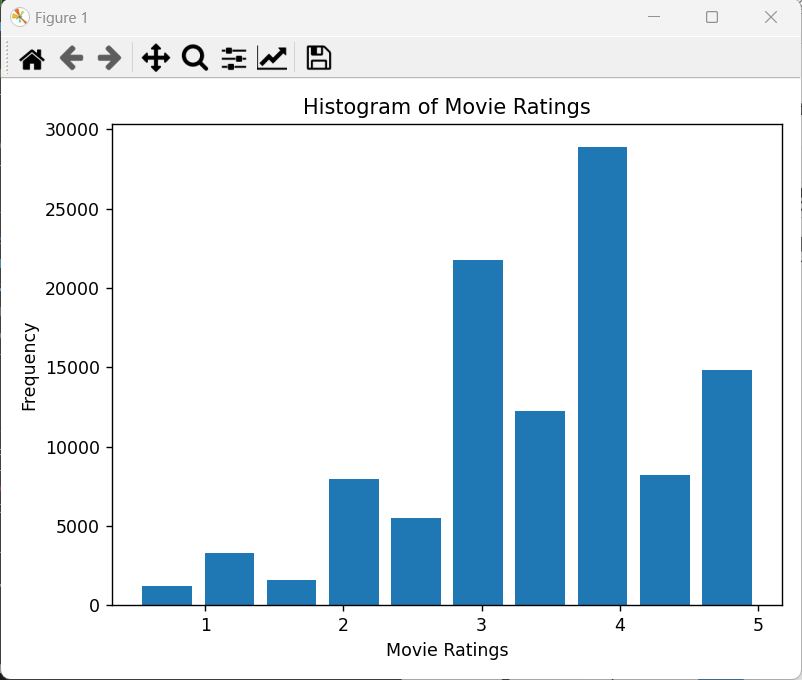 Figure 1
Histogram of Movie Ratings
30000
25000
20000
15000
10000
5000
0
Frequency
1 2 3 4 5
Movie Ratings